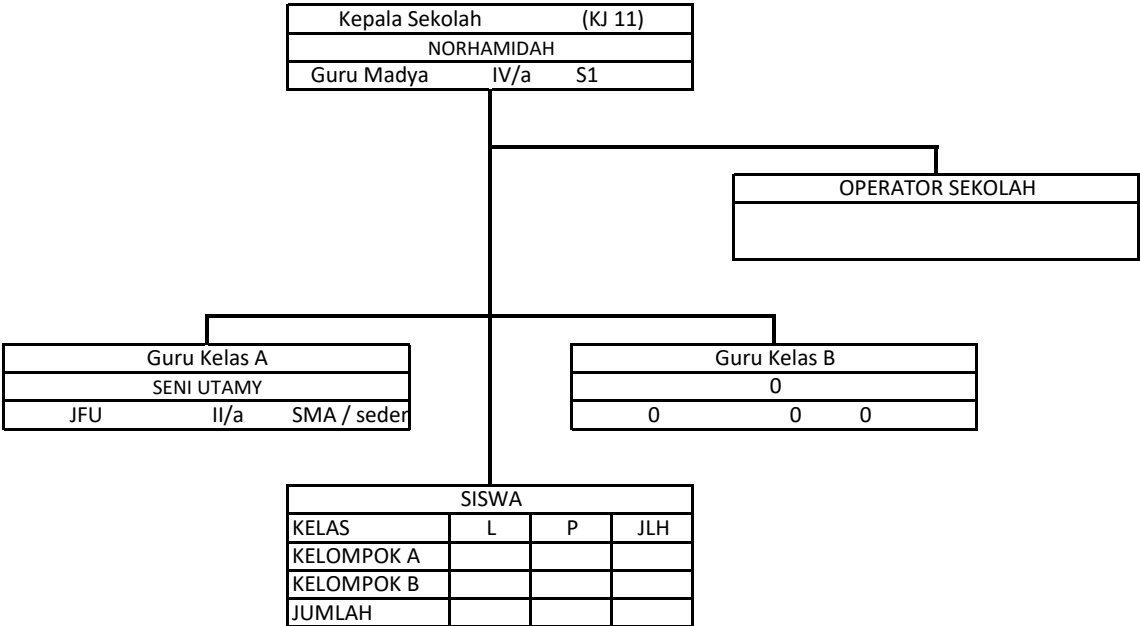 Kepala Sekolah (KJ 11)
NORHAMIDAH
Guru Madya IV/a S1
OPERATOR SEKOLAH
Guru Kelas A
SENI UTAMY
JFU II/a SMA / seder
Guru Kelas B
0
0 0 0
SISWA
KELAS L P JLH
KELOMPOK A
KELOMPOK B
JUMLAH